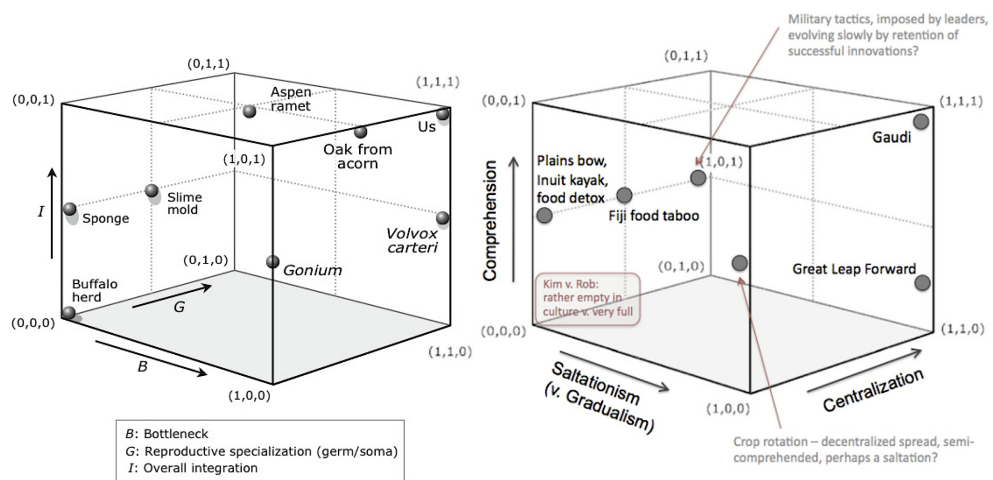 (0,1,1)
(1,1,1)
(0,0,1)
Aspen
ramet
Us
Oak from
acorn
(1,0,1)
I
Sponge
Slime
mold
Volvox
carteri
(0,1,0)
Gonium
Buffalo
herd
G
(0,0,0)
B
(1,1,0)
(1,0,0)
B: Bottleneck
G: Reproductive specialization (germ/soma)
I: Overall integration
Military tactics, imposed by leaders,
evolving slowly by retention of
successful innovations?
(0,1,1)
(0,0,1)
(1,1,1)
Gaudi
Plains bow,
Inuit kayak,
food detox
(1,0,1)
Fiji food taboo
Comprehension
(0,1,0)
Great Leap Forward
Kim v. Rob:
rather empty in
culture v. very full
(0,0,0)
(1,1,0)
Saltationism
(v. Gradualism)
Centralization
(1,0,0)
Crop rotation – decentralized spread, semi-
comprehended, perhaps a saltation?